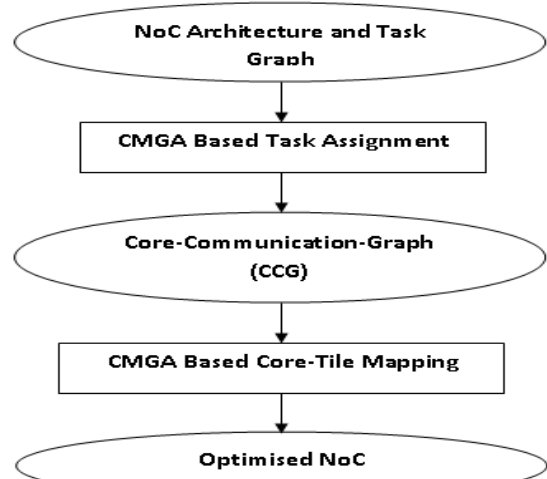 NoC Architecture and Task
Graph
CMGA Based Task Assignment
Core-Communication-Graph
(CCG)
CMGA Based Core-Tile Mapping
Optimised NoC